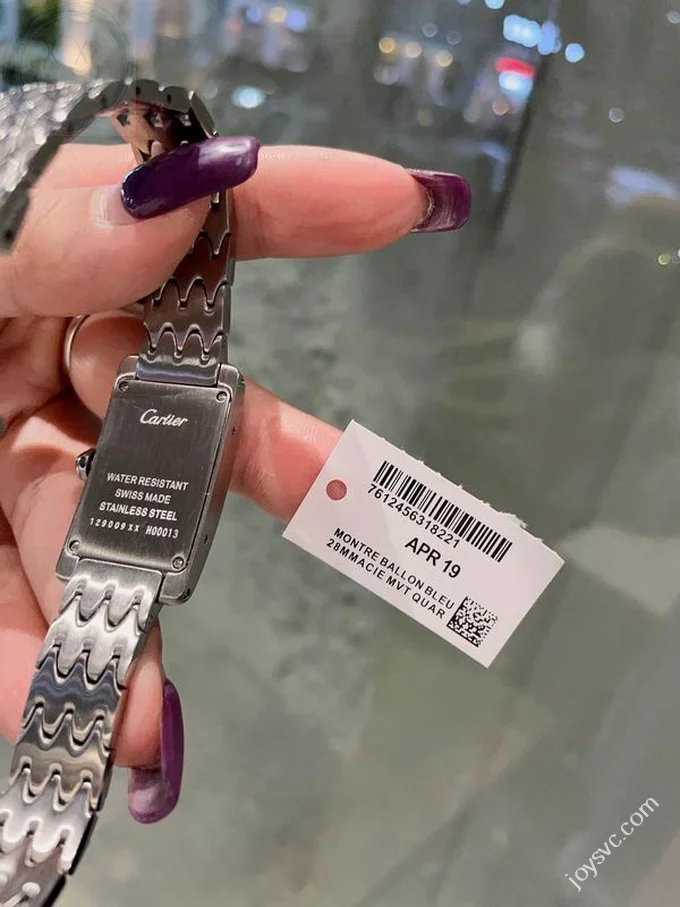 Cartier
WATER RESISTANT
SWISS MADE
STAINLESS STEEL
129009XX H00013
7612456318221
APR 19
MONTRE BALLON BLEU
28MMACIE MVT QUAR
joysvc.com